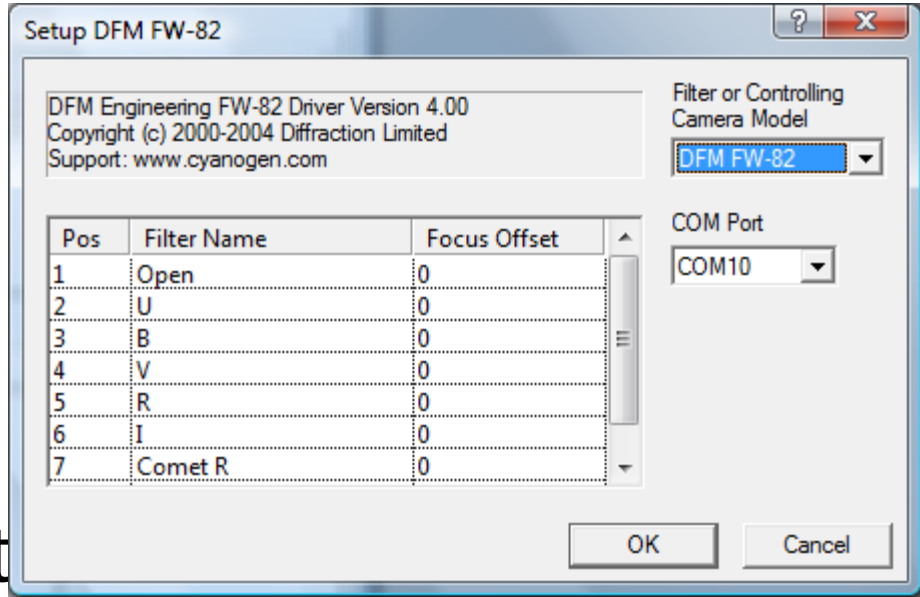 Setup DFM FW-82
DFM Engineering FW-82 Driver Version 4.00
Copyright (c) 2000-2004 Diffraction Limited
Support: www.cyanogen.com
Filter or Controlling
Camera Model
DFM FW-82
COM Port
COM10
Pos Filter Name Focus Offset
1 Open 0
2 U 0
3 B 0
4 V 0
5 R 0
6 I 0
7 Comet R 0
OK Cancel
t